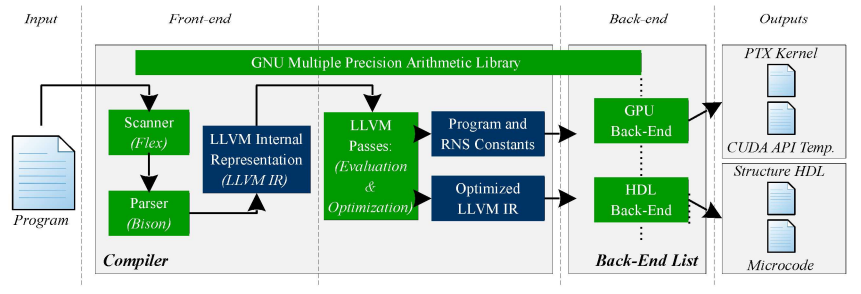 Input
Front-end
Back-end
Outputs
GNU Multiple Precision Arithmetic Library
Program
Scanner
(Flex)
Parser
(Bison)
LLVM Internal
Representation
(LLVM IR)
LLVM
Passes:
(Evaluation
&
Optimization)
Program and
RNS Constants
Optimized
LLVM IR
Compiler
GPU
Back-End
HDL
Back-End
Back-End List
PTX Kernel
CUDA API Temp.
Structure HDL
Microcode